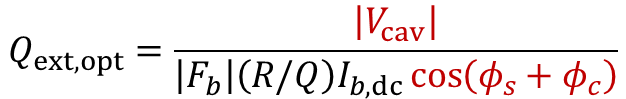 Q_ext,opt = |V_cav| / (|F_b|(R/Q)I_b,dc cos(ϕ_s + ϕ_c))